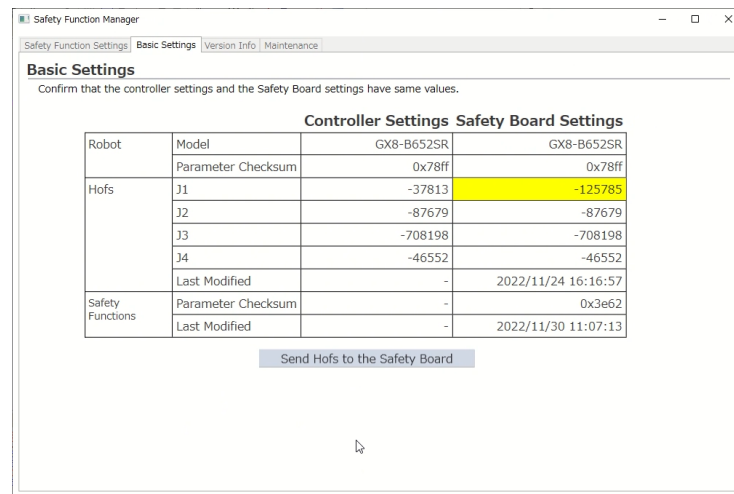 Safety Function Manager
Safety Function Settings Basic Settings Version Info Maintenance
Basic Settings
Confirm that the controller settings and the Safety Board settings have same values.
Controller Settings Safety Board Settings
Robot Model GX8-B652SR GX8-B652SR
Parameter Checksum 0x78ff 0x78ff
Hofs J1 -37813 -125785
J2 -87679 -87679
J3 -708198 -708198
J4 -46552 -46552
Last Modified - 2022/11/24 16:16:57
Safety Functions Parameter Checksum - 0x3e62
Last Modified - 2022/11/30 11:07:13
Send Hofs to the Safety Board